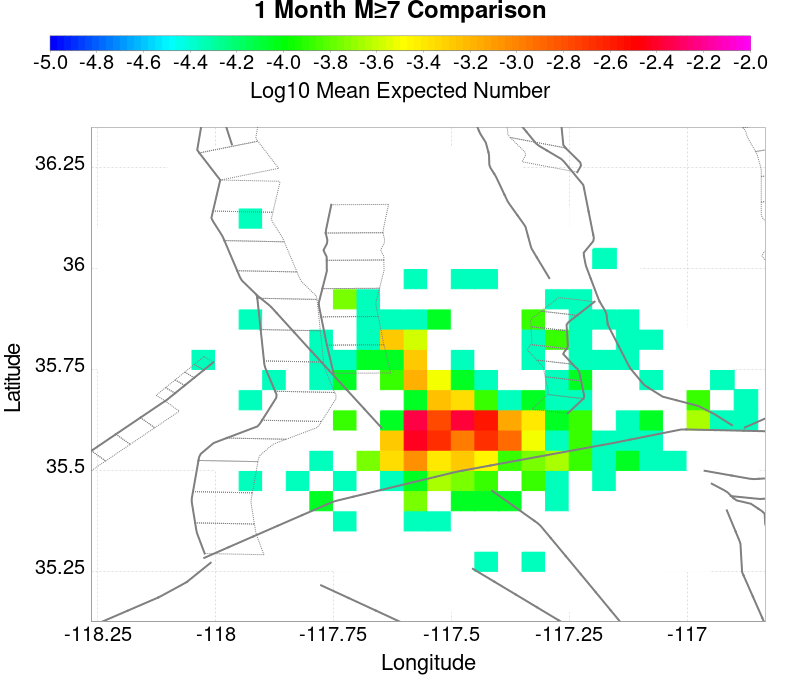 1 Month M≥7 Comparison
-5.0 -4.8 -4.6 -4.4 -4.2 -4.0 -3.8 -3.6 -3.4 -3.2 -3.0 -2.8 -2.6 -2.4 -2.2 -2.0
Log10 Mean Expected Number
36.25
36
35.75
35.5
35.25
Latitude
-118.25 -118 -117.75 -117.5 -117.25 -117
Longitude